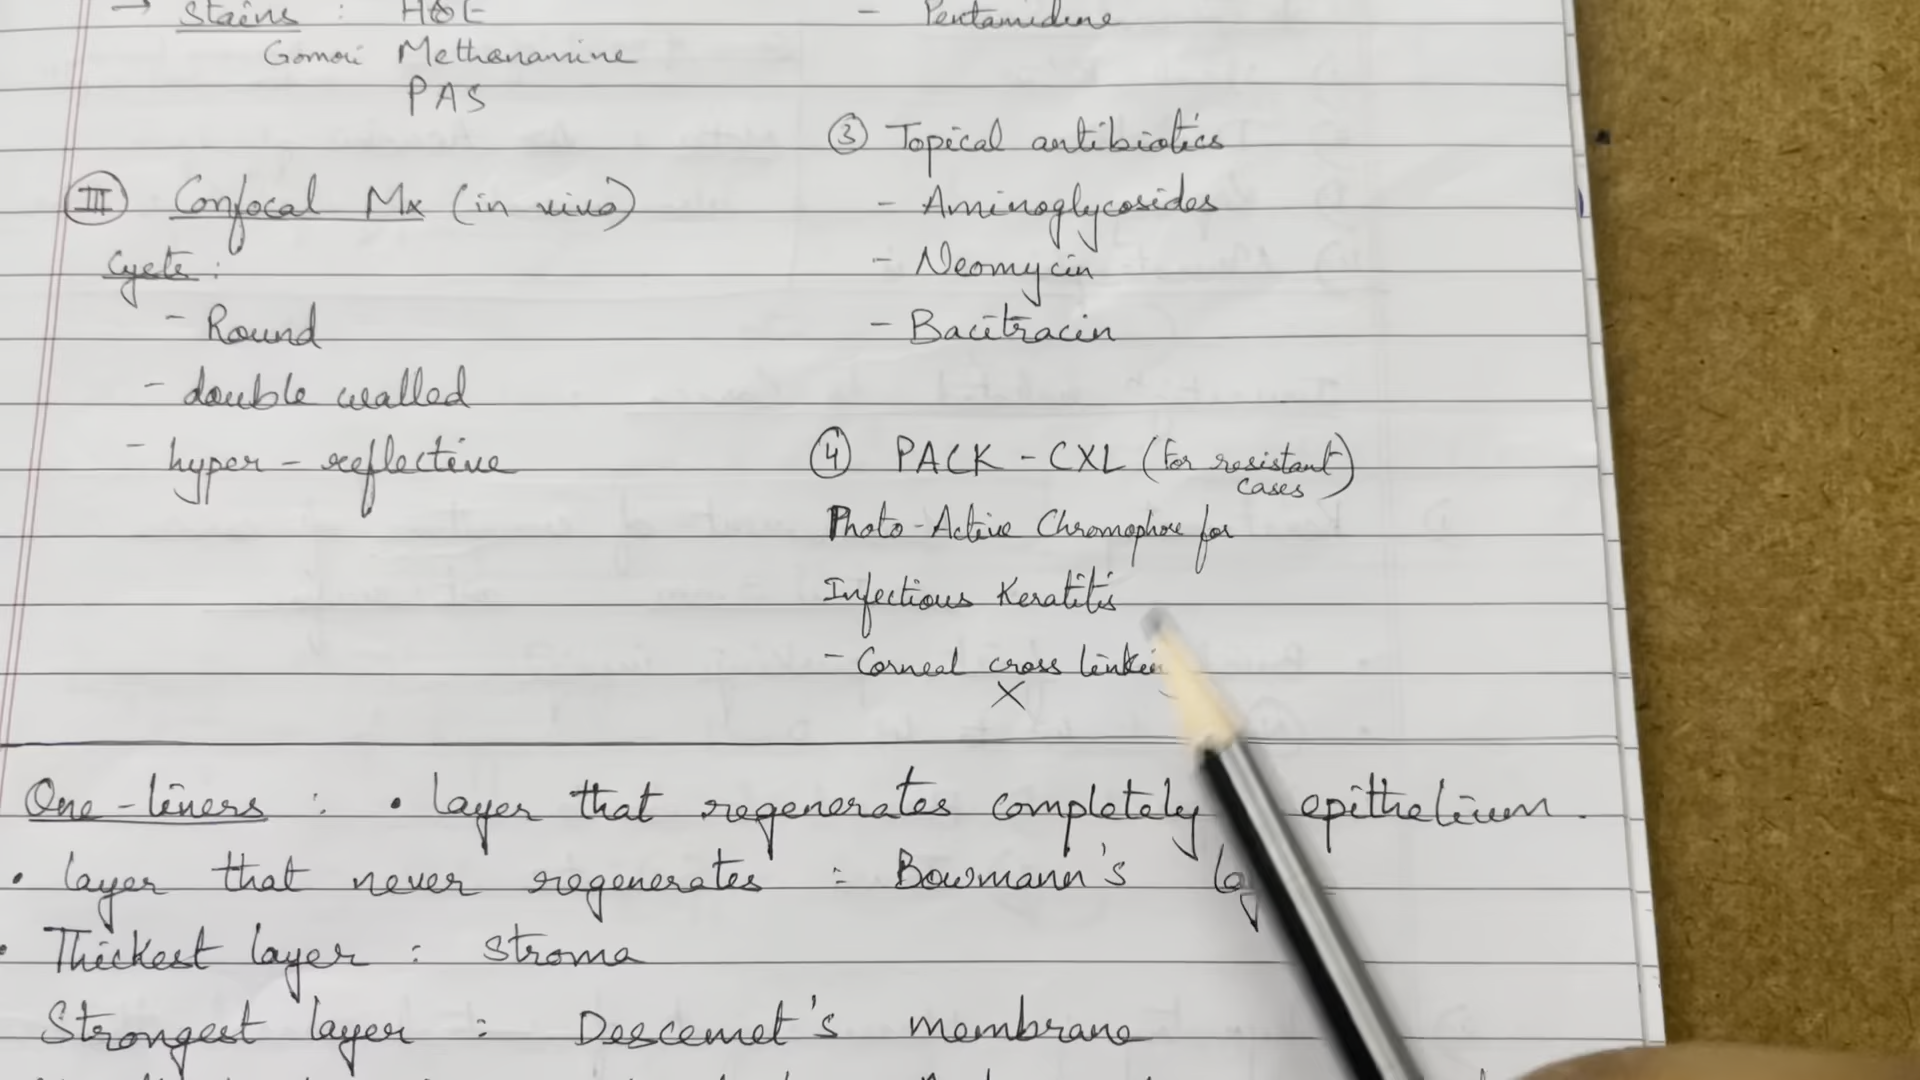 → Stains : H&E
Gomori Methanamine
PAS
III Confocal Mx (in vivo)
Cysts :
- Round
- double walled
- hyper - reflective
- Pentamidine
3 Topical antibiotics
- Aminoglycosides
- Neomycin
- Bacitracin
4 PACK - CXL (For resistant
cases)
Photo-Active Chromophore for
Infectious Keratitis
- Corneal cross linking
X
One-liners : • layer that regenerates completely epithelium.
• layer that never regenerates : Bowmann's
• Thickest layer : Stroma
Strongest layer : Descemet's membrane